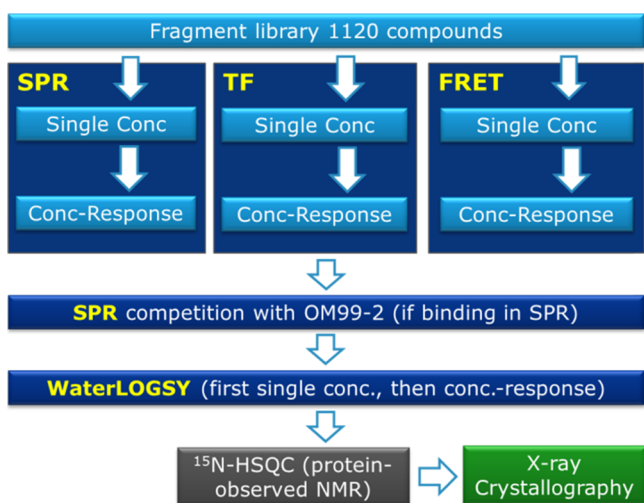 Fragment library 1120 compounds
SPR
TF
FRET
Single Conc
Single Conc
Single Conc
Conc-Response
Conc-Response
Conc-Response
SPR competition with OM99-2 (if binding in SPR)
WaterLOGSY (first single conc., then conc.-response)
¹⁵N-HSQC (protein-
observed NMR)
X-ray
Crystallography